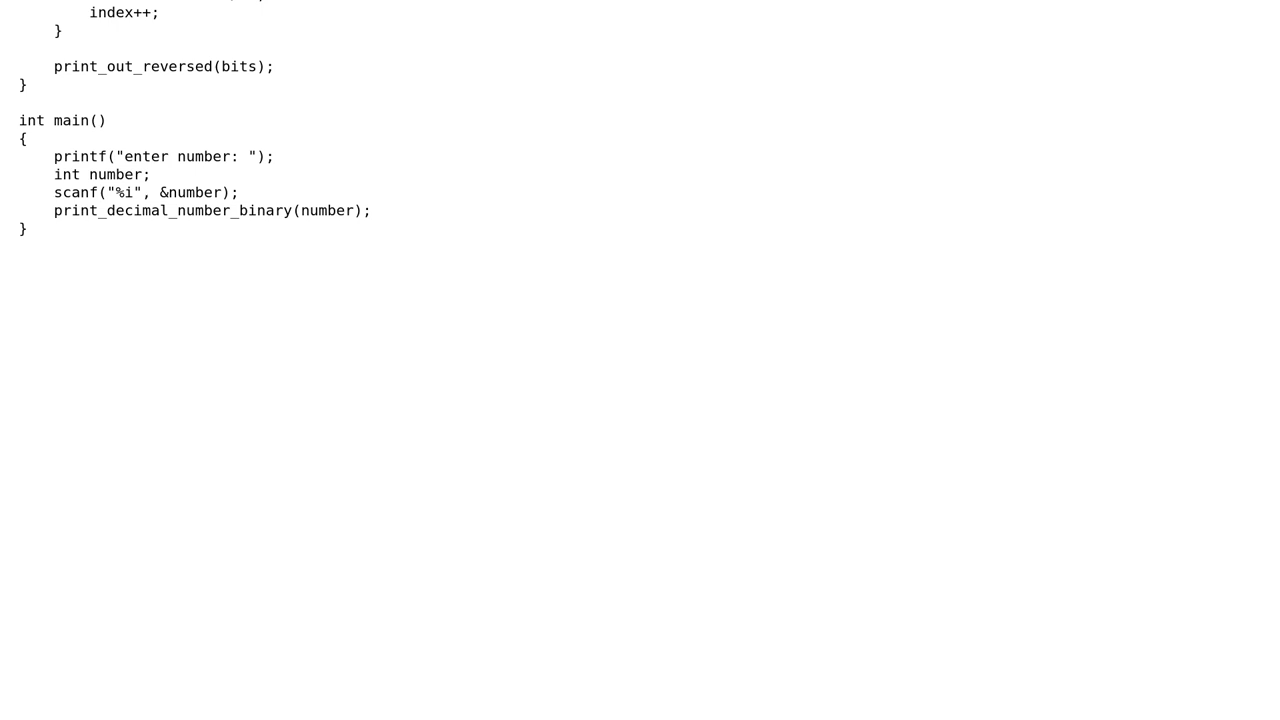 index++;
    }

    print_out_reversed(bits);
}

int main()
{
    printf("enter number: ");
    int number;
    scanf("%i", &number);
    print_decimal_number_binary(number);
}